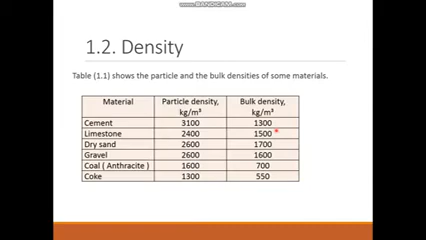 www.BANDICAM.com
1.2. Density
Table (1.1) shows the particle and the bulk densities of some materials.
Material Particle density, kg/m³ Bulk density, kg/m³
Cement 3100 1300
Limestone 2400 1500
Dry sand 2600 1700
Gravel 2600 1600
Coal ( Anthracite ) 1600 700
Coke 1300 550